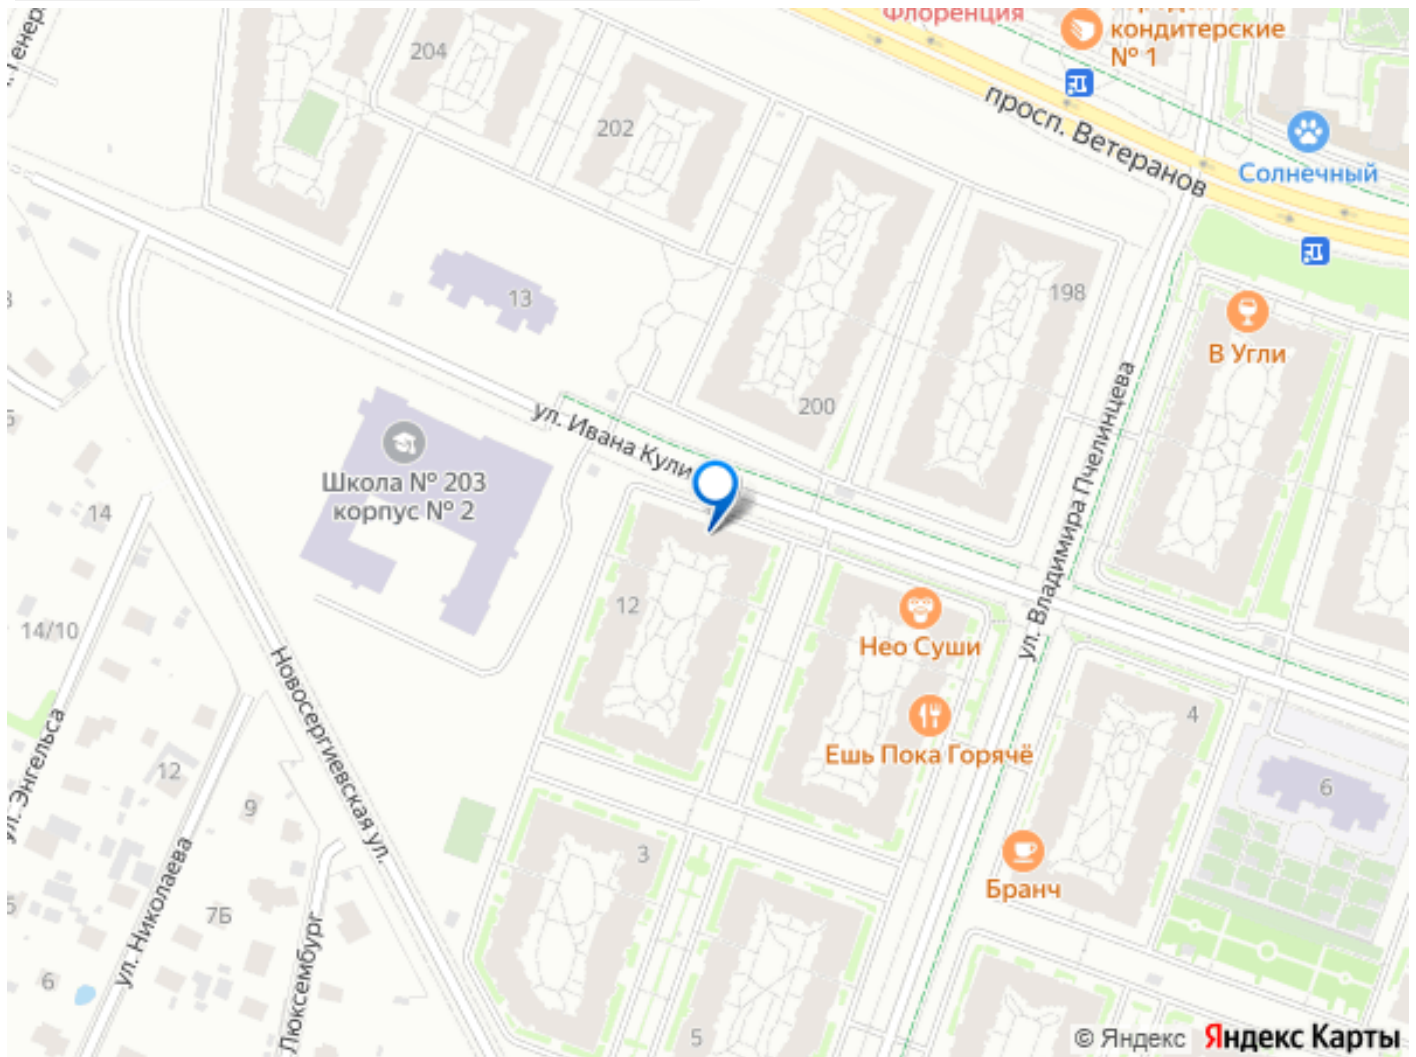 Флоренция
кондитерские
№ 1
204
202
просп. Ветеранов
Солнечный
198
13
В Угли
200
ул. Ивана Кули
ул. Владимира Пчелинцева
Школа № 203
корпус № 2
14
12
14/10
Нео Суши
Новосергиевская ул.
4
ул. Энгельса
Ешь Пока Горячё
12
6
9
3
Бранч
ул. Николаева
7Б
Люксембург
6
5
© Яндекс Яндекс Карты